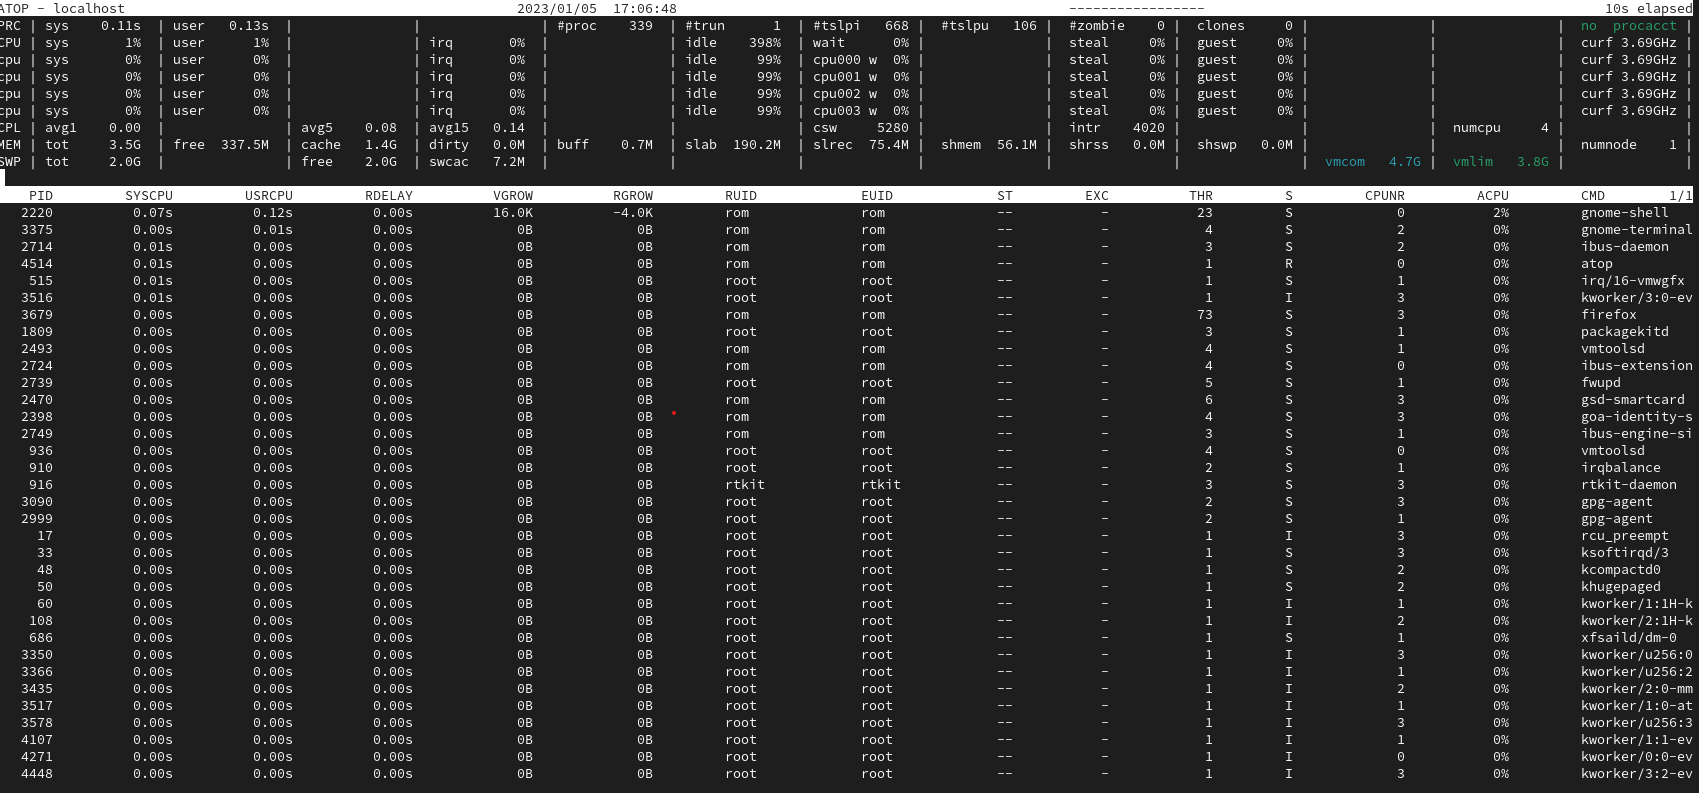 ATOP - localhost 2023/01/05 17:06:48 ----------------- 10s elapsed
PRC | sys 0.11s | user 0.13s | | | #proc 339 | #trun 1 | #tslpi 668 | #tslpu 106 | #zombie 0 | clones 0 | | | no procacct |
CPU | sys 1% | user 1% | | irq 0% | | idle 398% | wait 0% | | steal 0% | guest 0% | | | curf 3.69GHz |
cpu | sys 0% | user 0% | | irq 0% | | idle 99% | cpu000 w 0% | | steal 0% | guest 0% | | | curf 3.69GHz |
cpu | sys 0% | user 0% | | irq 0% | | idle 99% | cpu001 w 0% | | steal 0% | guest 0% | | | curf 3.69GHz |
cpu | sys 0% | user 0% | | irq 0% | | idle 99% | cpu002 w 0% | | steal 0% | guest 0% | | | curf 3.69GHz |
cpu | sys 0% | user 0% | | irq 0% | | idle 99% | cpu003 w 0% | | steal 0% | guest 0% | | | curf 3.69GHz |
CPL | avg1 0.00 | | avg5 0.08 | avg15 0.14 | | | csw 5280 | | intr 4020 | | | numcpu 4 | |
MEM | tot 3.5G | free 337.5M | cache 1.4G | dirty 0.0M | buff 0.7M | slab 190.2M | slrec 75.4M | shmem 56.1M | shrss 0.0M | shswp 0.0M | | | numnode 1 |
SWP | tot 2.0G | | free 2.0G | swcac 7.2M | | | | | | | vmcom 4.7G | vmlim 3.8G | |
PID SYSCPU USRCPU RDELAY VGROW RGROW RUID EUID ST EXC THR S CPUNR ACPU CMD 1/1
2220 0.07s 0.12s 0.00s 16.0K -4.0K rom rom -- - 23 S 0 2% gnome-shell
3375 0.00s 0.01s 0.00s 0B 0B rom rom -- - 4 S 2 0% gnome-terminal
2714 0.01s 0.00s 0.00s 0B 0B rom rom -- - 3 S 2 0% ibus-daemon
4514 0.01s 0.00s 0.00s 0B 0B rom rom -- - 1 R 0 0% atop
515 0.01s 0.00s 0.00s 0B 0B root root -- - 1 S 1 0% irq/16-vmwgfx
3516 0.01s 0.00s 0.00s 0B 0B root root -- - 1 I 3 0% kworker/3:0-ev
3679 0.00s 0.00s 0.00s 0B 0B rom rom -- - 73 S 3 0% firefox
1809 0.00s 0.00s 0.00s 0B 0B root root -- - 3 S 1 0% packagekitd
2493 0.00s 0.00s 0.00s 0B 0B rom rom -- - 4 S 1 0% vmtoolsd
2724 0.00s 0.00s 0.00s 0B 0B rom rom -- - 4 S 0 0% ibus-extension
2739 0.00s 0.00s 0.00s 0B 0B root root -- - 5 S 1 0% fwupd
2470 0.00s 0.00s 0.00s 0B 0B rom rom -- - 6 S 3 0% gsd-smartcard
2398 0.00s 0.00s 0.00s 0B 0B rom rom -- - 4 S 3 0% goa-identity-s
2749 0.00s 0.00s 0.00s 0B 0B rom rom -- - 3 S 1 0% ibus-engine-si
936 0.00s 0.00s 0.00s 0B 0B root root -- - 4 S 0 0% vmtoolsd
910 0.00s 0.00s 0.00s 0B 0B root root -- - 2 S 1 0% irqbalance
916 0.00s 0.00s 0.00s 0B 0B rtkit rtkit -- - 3 S 3 0% rtkit-daemon
3090 0.00s 0.00s 0.00s 0B 0B root root -- - 2 S 3 0% gpg-agent
2999 0.00s 0.00s 0.00s 0B 0B root root -- - 2 S 1 0% gpg-agent
17 0.00s 0.00s 0.00s 0B 0B root root -- - 1 I 3 0% rcu_preempt
33 0.00s 0.00s 0.00s 0B 0B root root -- - 1 S 3 0% ksoftirqd/3
48 0.00s 0.00s 0.00s 0B 0B root root -- - 1 S 2 0% kcompactd0
50 0.00s 0.00s 0.00s 0B 0B root root -- - 1 S 2 0% khugepaged
60 0.00s 0.00s 0.00s 0B 0B root root -- - 1 I 1 0% kworker/1:1H-k
108 0.00s 0.00s 0.00s 0B 0B root root -- - 1 I 2 0% kworker/2:1H-k
686 0.00s 0.00s 0.00s 0B 0B root root -- - 1 S 1 0% xfsaild/dm-0
3350 0.00s 0.00s 0.00s 0B 0B root root -- - 1 I 3 0% kworker/u256:0
3366 0.00s 0.00s 0.00s 0B 0B root root -- - 1 I 1 0% kworker/u256:2
3435 0.00s 0.00s 0.00s 0B 0B root root -- - 1 I 2 0% kworker/2:0-mm
3517 0.00s 0.00s 0.00s 0B 0B root root -- - 1 I 1 0% kworker/1:0-at
3578 0.00s 0.00s 0.00s 0B 0B root root -- - 1 I 3 0% kworker/u256:3
4107 0.00s 0.00s 0.00s 0B 0B root root -- - 1 I 1 0% kworker/1:1-ev
4271 0.00s 0.00s 0.00s 0B 0B root root -- - 1 I 0 0% kworker/0:0-ev
4448 0.00s 0.00s 0.00s 0B 0B root root -- - 1 I 3 0% kworker/3:2-ev